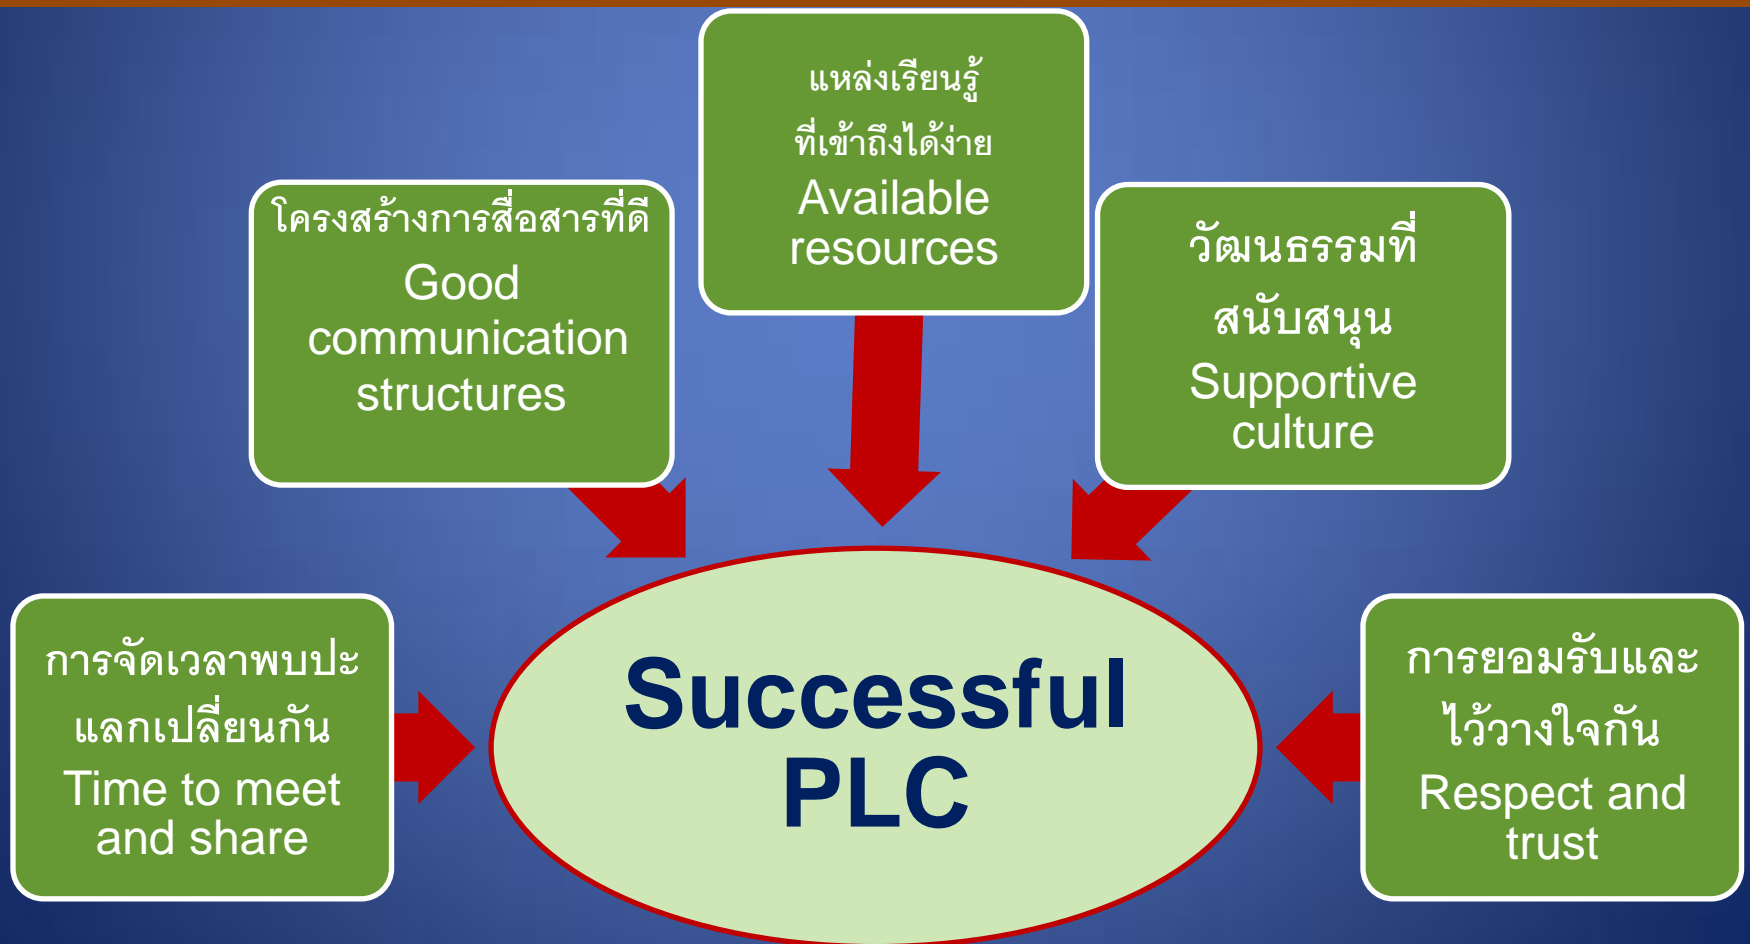 แหล่งเรียนรู้
ที่เข้าถึงได้ง่าย
Available
resources
โครงสร้างการสื่อสารที่ดี
Good
communication
structures
วัฒนธรรมที่
สนับสนุน
Supportive
culture
การจัดเวลาพบปะ
แลกเปลี่ยนกัน
Time to meet
and share
Successful
PLC
การยอมรับและ
ไว้วางใจกัน
Respect and
trust